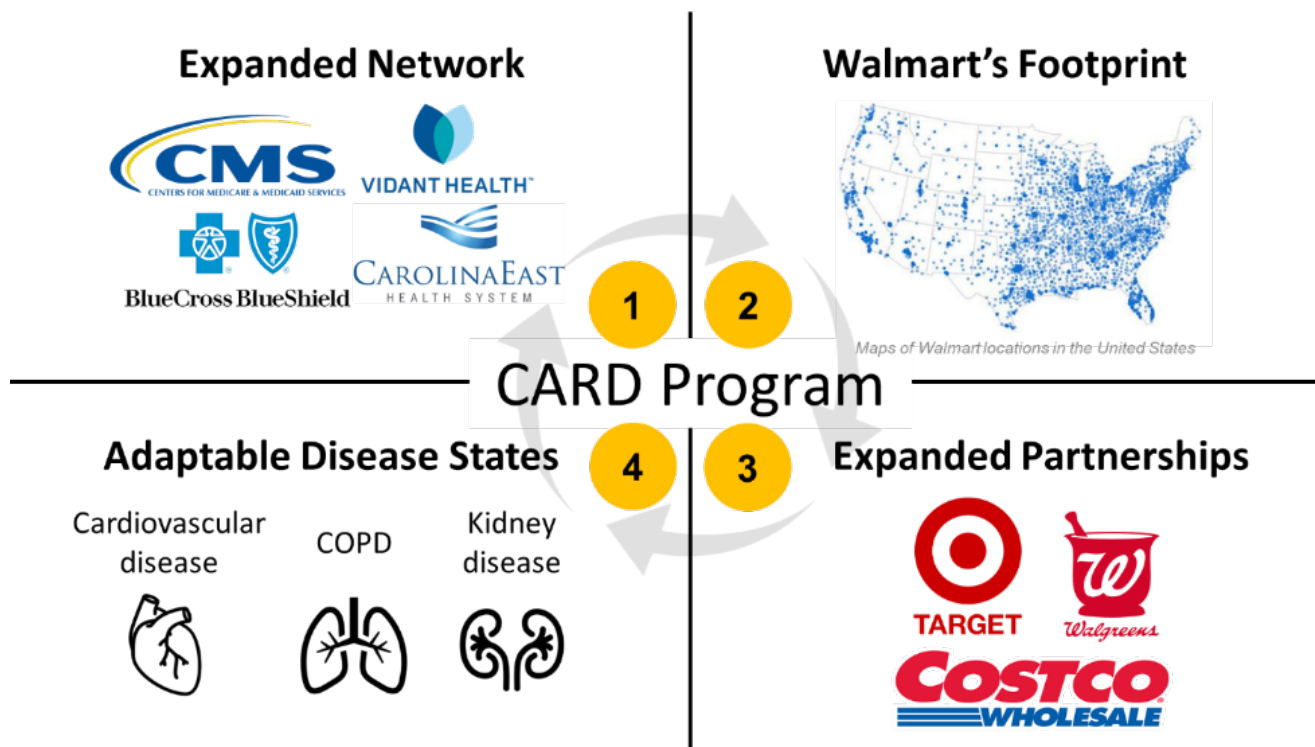 Expanded Network
CMS
CENTERS FOR MEDICARE & MEDICAID SERVICES
VIDANT HEALTH™
BlueCross BlueShield
CAROLINAEAST
HEALTH SYSTEM
Walmart's Footprint
Maps of Walmart locations in the United States
1
2
CARD Program
4
3
Adaptable Disease States
Cardiovascular
disease
COPD
Kidney
disease
Expanded Partnerships
TARGET
W
Walgreens
COSTCO
WHOLESALE